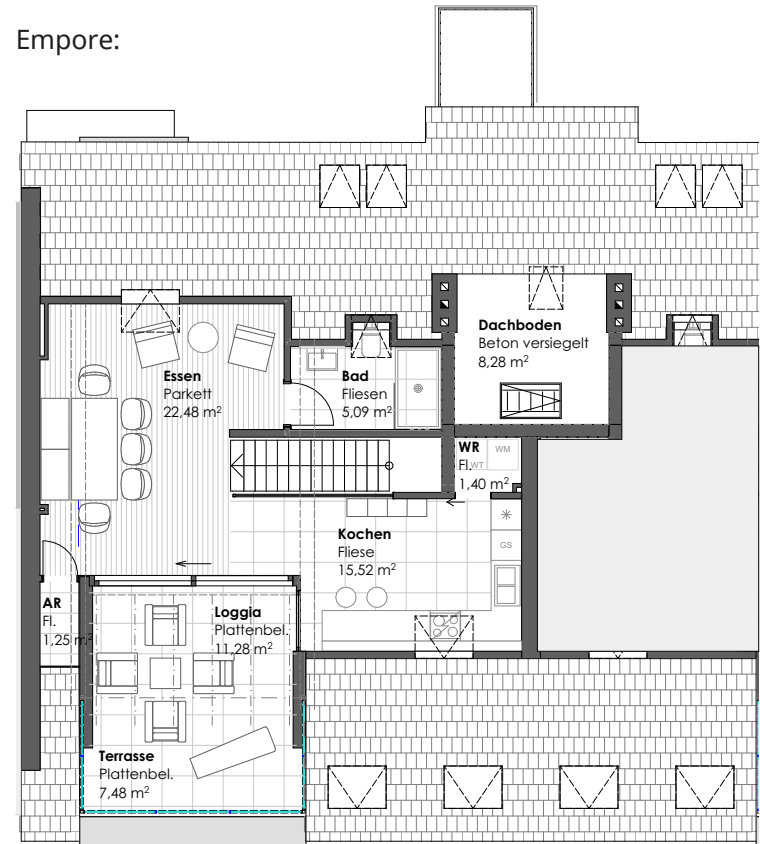 Empore:
Dachboden
Beton versiegelt
8,28 m²
Essen
Parkett
22,48 m²
Bad
Fliesen
5,09 m²
WR
Fl.
1,40 m²
WM
WT
Kochen
Fliese
15,52 m²
GS
AR
Fl.
1,25 m²
Loggia
Plattenbel.
11,28 m²
Terrasse
Plattenbel.
7,48 m²